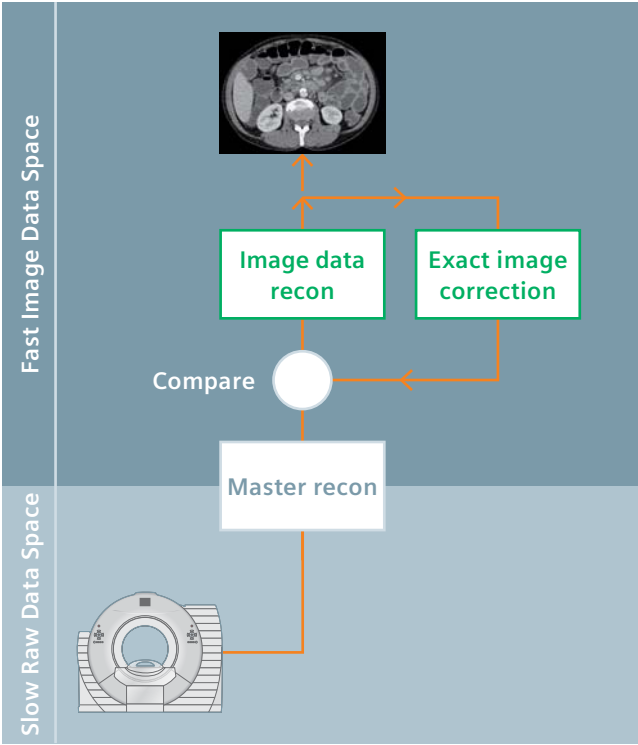 Fast Image Data Space
Image data
recon
Exact image
correction
Compare
Master recon
Slow Raw Data Space